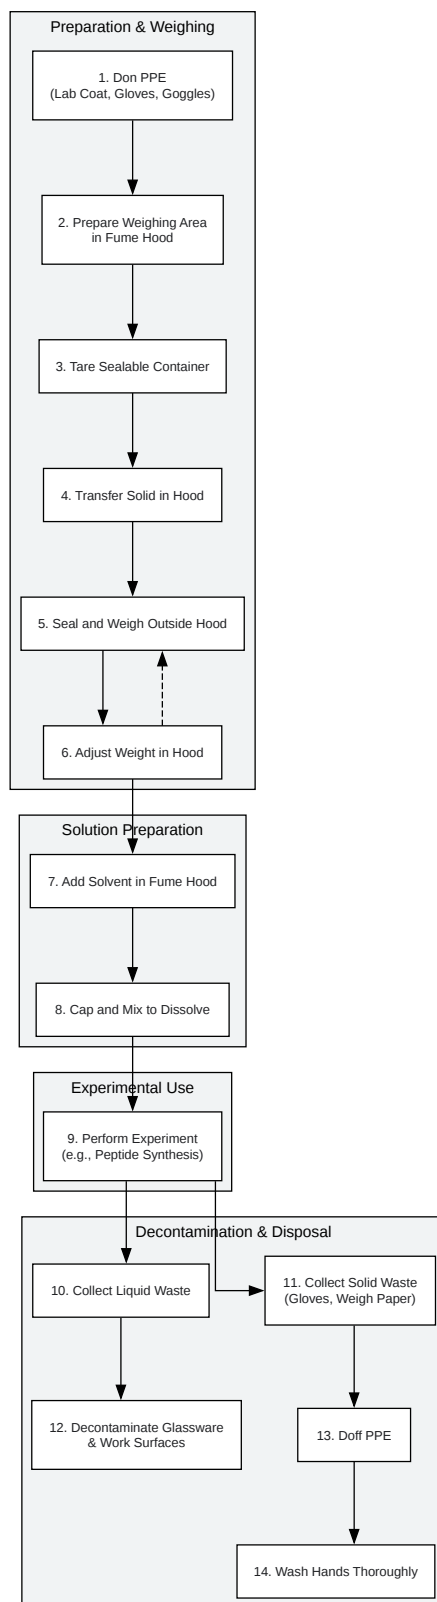 Preparation & Weighing
1. Don PPE
(Lab Coat, Gloves, Goggles)
2. Prepare Weighing Area
in Fume Hood
3. Tare Sealable Container
4. Transfer Solid in Hood
5. Seal and Weigh Outside Hood
6. Adjust Weight in Hood
Solution Preparation
7. Add Solvent in Fume Hood
8. Cap and Mix to Dissolve
Experimental Use
9. Perform Experiment
(e.g., Peptide Synthesis)
Decontamination & Disposal
10. Collect Liquid Waste
11. Collect Solid Waste
(Gloves, Weigh Paper)
12. Decontaminate Glassware
& Work Surfaces
13. Doff PPE
14. Wash Hands Thoroughly